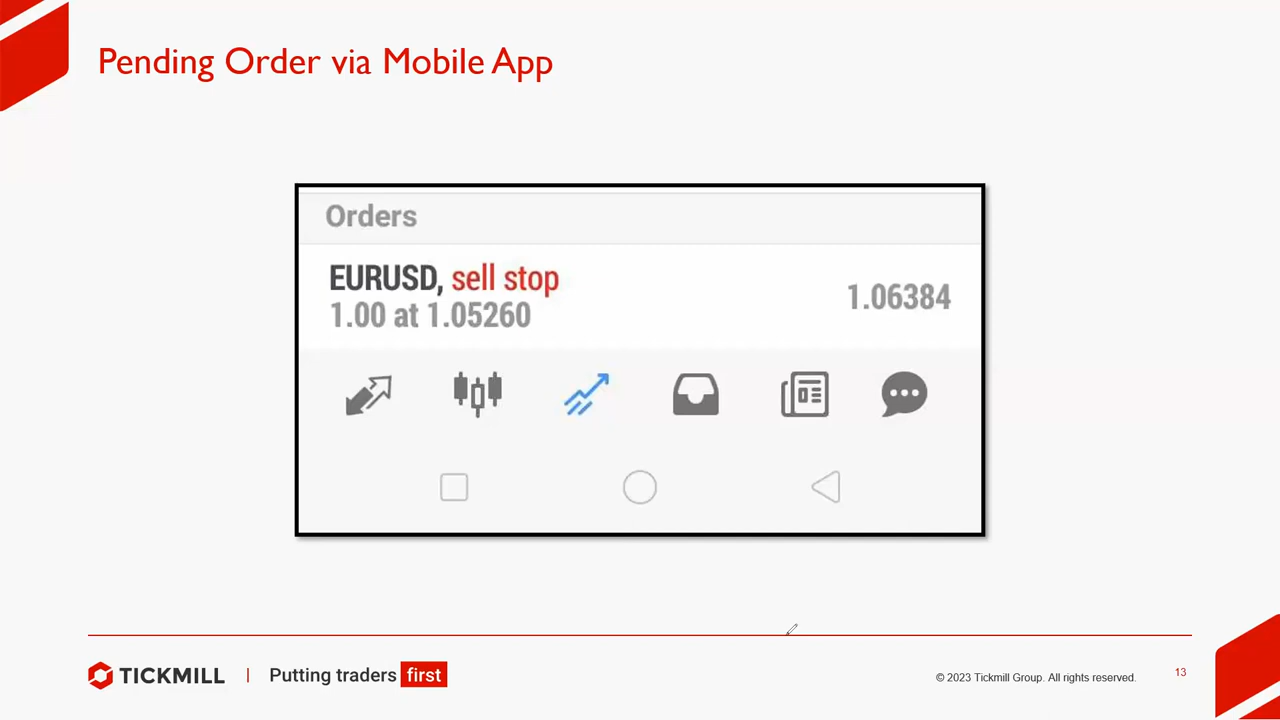 Pending Order via Mobile App
Orders
EURUSD, sell stop
1.00 at 1.05260
1.06384
TICKMILL | Putting traders first
© 2023 Tickmill Group. All rights reserved.
13